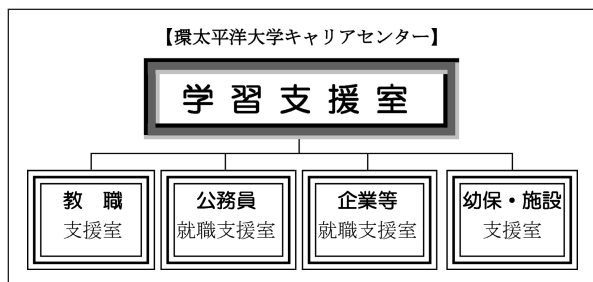 【環太平洋大学キャリアセンター】
学習支援室
教 職
支援室
公務員
就職支援室
企業等
就職支援室
幼保・施設
支援室